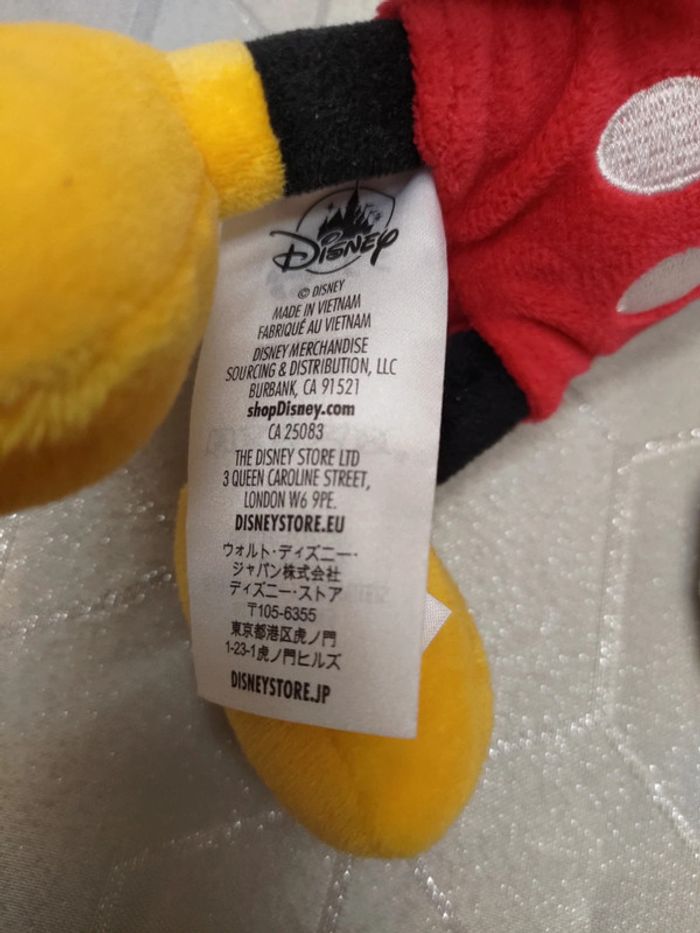 Disney
© DISNEY
MADE IN VIETNAM
FABRIQUÉ AU VIETNAM
DISNEY MERCHANDISE
SOURCING & DISTRIBUTION, LLC
BURBANK, CA 91521
shopDisney.com
CA 25083
THE DISNEY STORE LTD
3 QUEEN CAROLINE STREET,
LONDON W6 9PE.
DISNEYSTORE.EU
ウォルト・ディズニー・
ジャパン株式会社
ディズニー・ストア
〒105-6355
東京都港区虎ノ門
1-23-1虎ノ門ヒルズ
DISNEYSTORE.JP